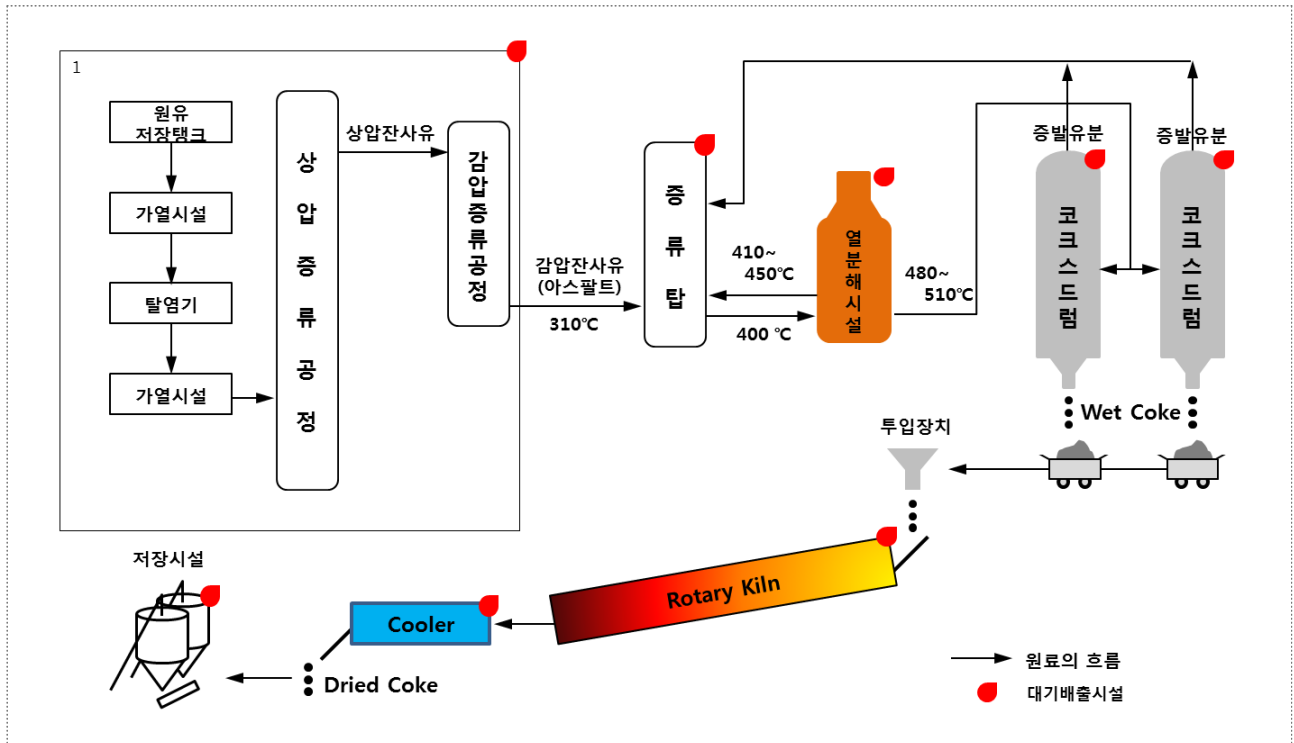 1
원유
저장탱크
가열시설
탈염기
가열시설
상압증류공정
상압잔사유
감압증류공정
감압잔사유
(아스팔트)
310℃
증류탑
410~
450℃
400 ℃
열분해시설
480~
510℃
증발유분
증발유분
코크스드럼
코크스드럼
Wet Coke
투입장치
Rotary Kiln
Cooler
Dried Coke
저장시설
원료의 흐름
대기배출시설